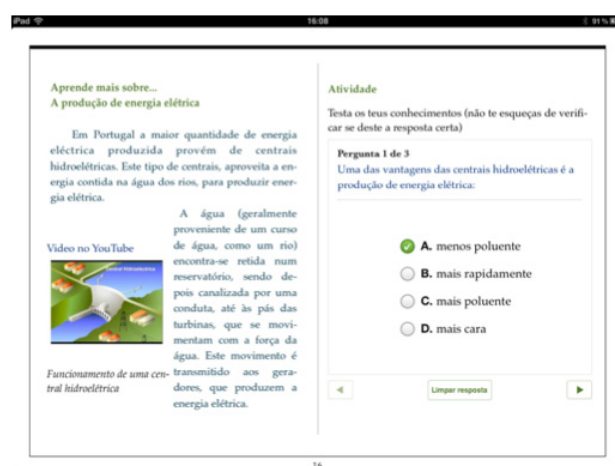 iPad 16:08 91 %
Aprende mais sobre...
A produção de energia elétrica
Em Portugal a maior quantidade de energia
eléctrica produzida provém de centrais
hidroelétricas. Este tipo de centrais, aproveita a en-
ergia contida na água dos rios, para produzir ener-
gia elétrica.
A água (geralmente
proveniente de um curso
de água, como um rio)
encontra-se retida num
reservatório, sendo de-
pois canalizada por uma
conduta, até às pás das
turbinas, que se movi-
mentam com a força da
água. Este movimento é
transmitido aos gera-
dores, que produzem a
energia elétrica.
Video no YouTube
Central hidroeléctrica
Funcionamento de uma cen-
tral hidroelétrica
Atividade
Testa os teus conhecimentos (não te esqueças de verifi-
car se deste a resposta certa)
Pergunta 1 de 3
Uma das vantagens das centrais hidroelétricas é a
produção de energia elétrica:
A. menos poluente
B. mais rapidamente
C. mais poluente
D. mais cara
Limpar resposta
16